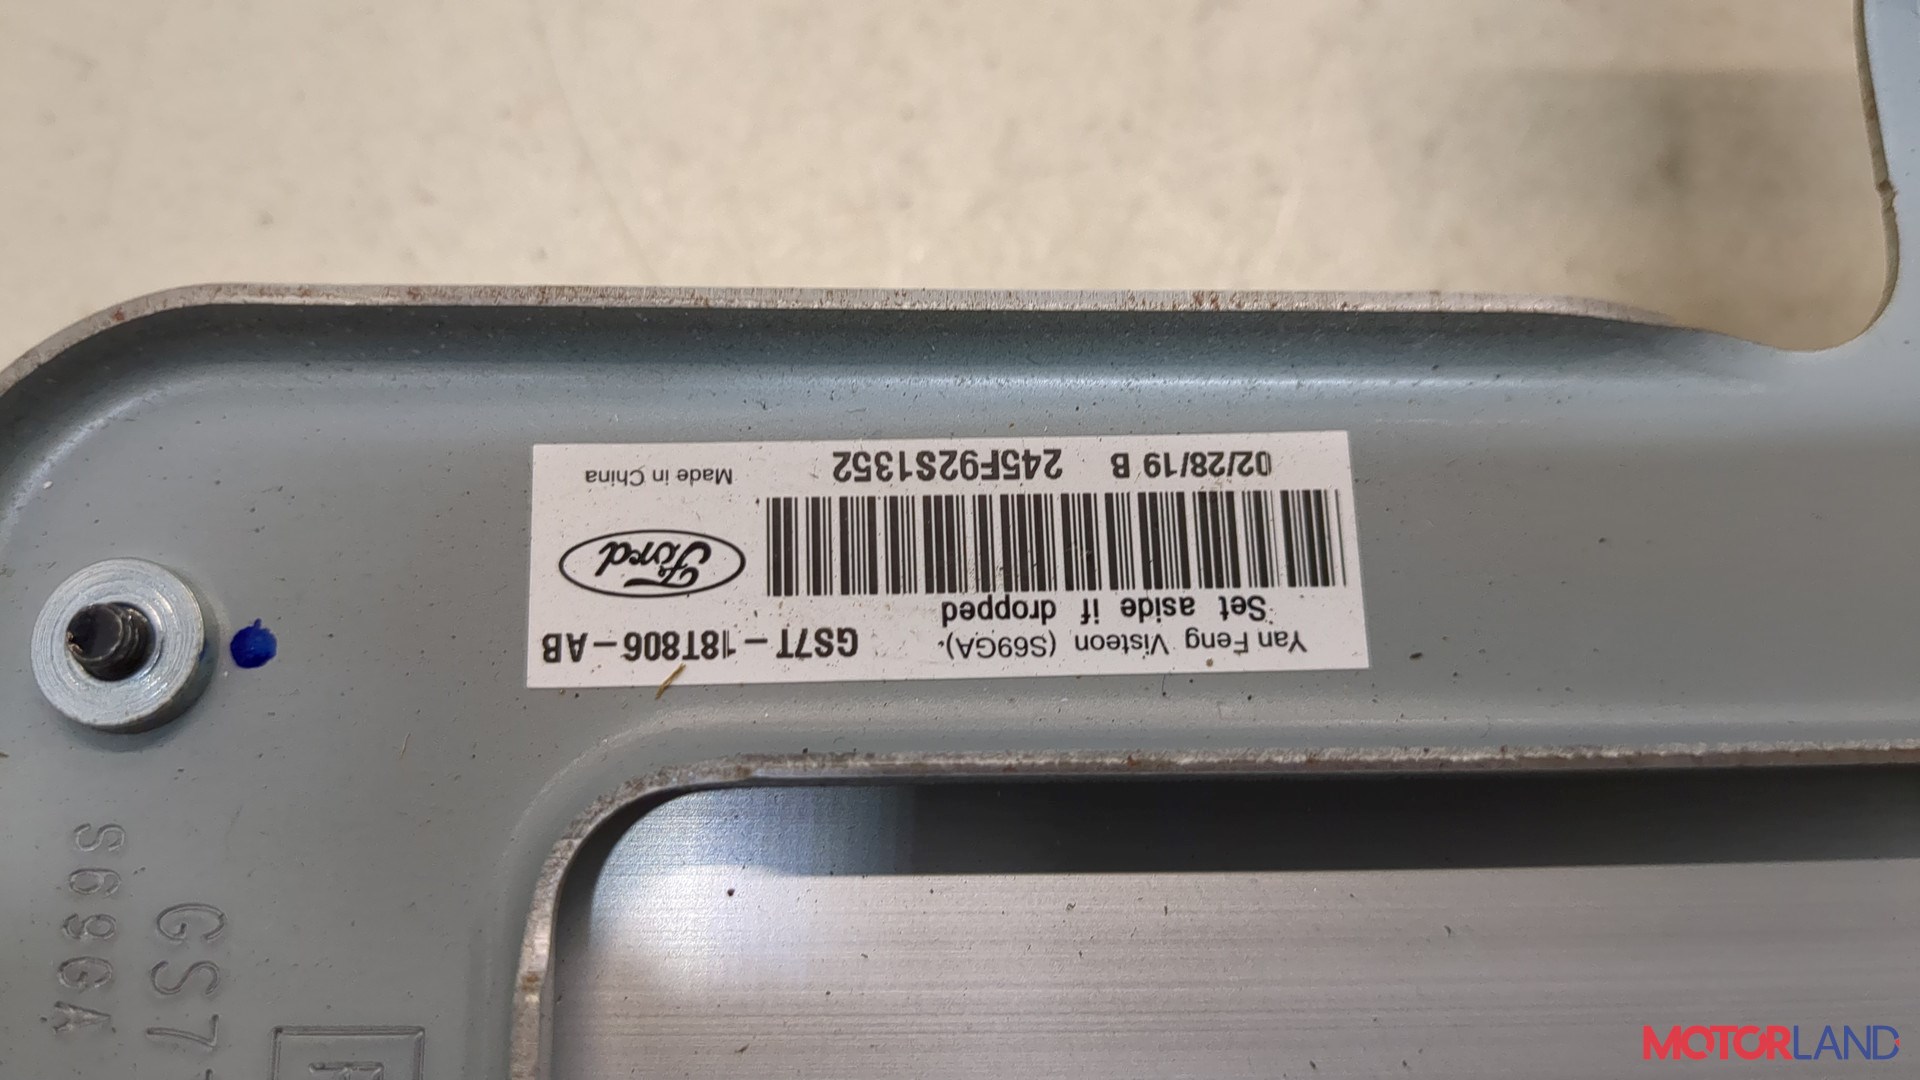 Yan Feng Visteon (S69GA). GS7T-18T806-AB
Set aside if dropped
Ford
02/28/19 B 245F92S1352 Made in China
S69GA
GS7
MOTORLAND